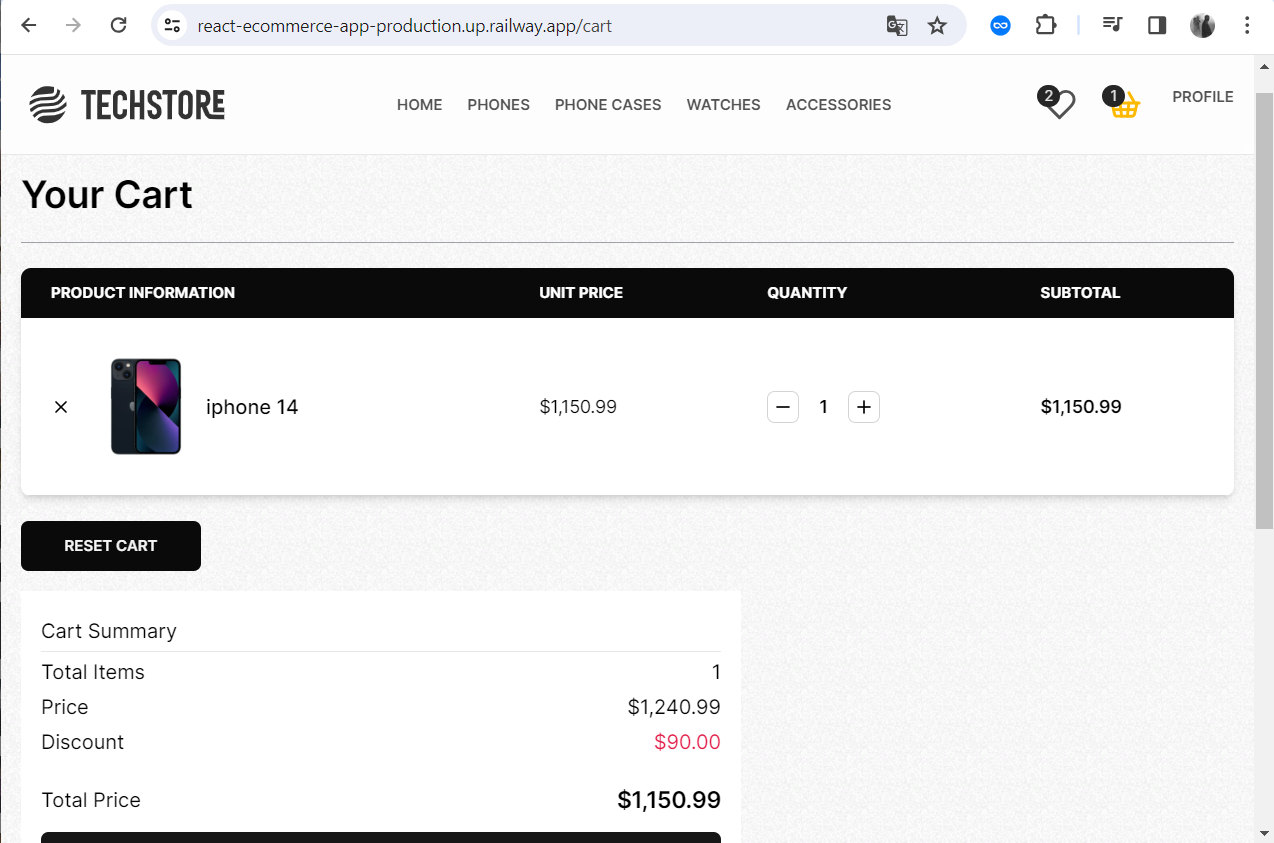 react-ecommerce-app-production.up.railway.app/cart
TECHSTORE HOME PHONES PHONE CASES WATCHES ACCESSORIES 2 1 PROFILE
Your Cart
PRODUCT INFORMATION UNIT PRICE QUANTITY SUBTOTAL
iphone 14 $1,150.99 1 $1,150.99
RESET CART
Cart Summary
Total Items 1
Price $1,240.99
Discount $90.00
Total Price $1,150.99